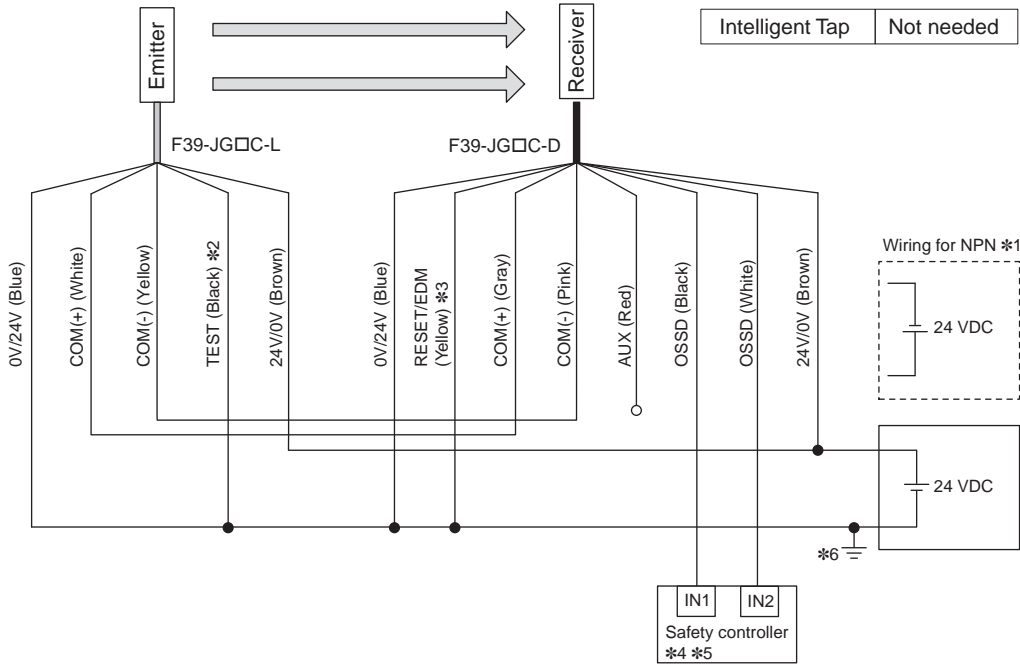 Emitter
Receiver
Intelligent Tap Not needed
F39-JG□C-L
F39-JG□C-D
0V/24V (Blue)
COM(+) (White)
COM(-) (Yellow)
TEST (Black) ✻2
24V/0V (Brown)
0V/24V (Blue)
RESET/EDM
(Yellow) ✻3
COM(+) (Gray)
COM(-) (Pink)
AUX (Red)
OSSD (Black)
OSSD (White)
24V/0V (Brown)
Wiring for NPN ✻1
24 VDC
24 VDC
✻6
IN1 IN2
Safety controller
✻4 ✻5